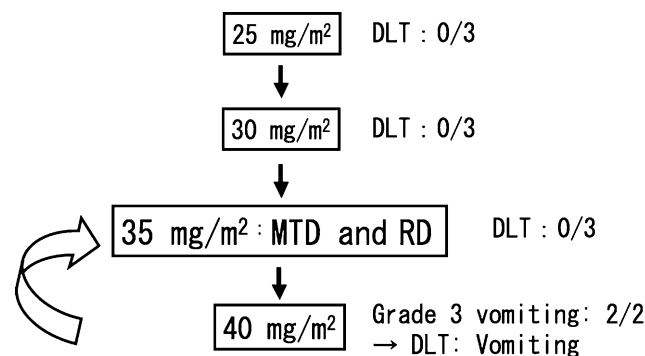 25 mg/m² DLT : 0/3
30 mg/m² DLT : 0/3
35 mg/m² : MTD and RD DLT : 0/3
40 mg/m² Grade 3 vomiting: 2/2
→ DLT: Vomiting